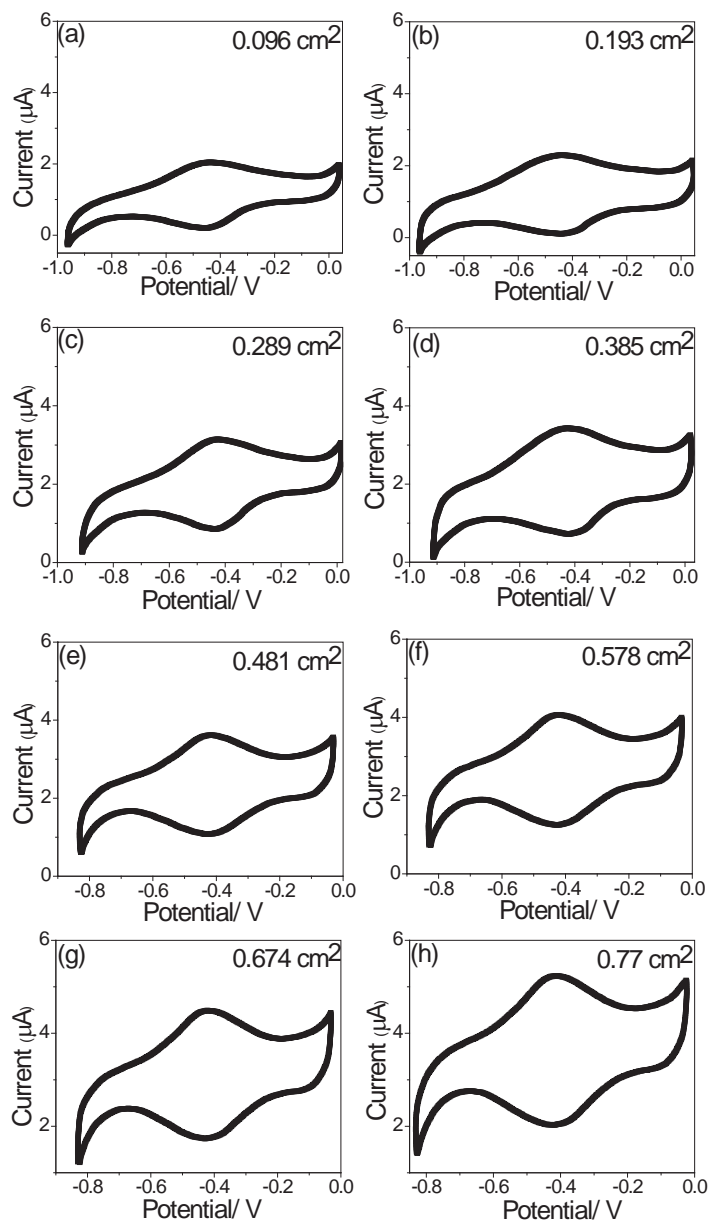 (a) 0.096 cm2
6
4
2
0
Current (μA)
-1.0 -0.8 -0.6 -0.4 -0.2 0.0
Potential/ V
(b) 0.193 cm2
6
4
2
0
Current (μA)
-1.0 -0.8 -0.6 -0.4 -0.2 0.0
Potential/ V
(c) 0.289 cm2
6
4
2
0
Current (μA)
-1.0 -0.8 -0.6 -0.4 -0.2 0.0
Potential/ V
(d) 0.385 cm2
6
4
2
0
Current (μA)
-1.0 -0.8 -0.6 -0.4 -0.2 0.0
Potential/ V
(e) 0.481 cm2
6
4
2
0
Current (μA)
-0.8 -0.6 -0.4 -0.2 0.0
Potential/ V
(f) 0.578 cm2
6
4
2
0
Current (μA)
-0.8 -0.6 -0.4 -0.2 0.0
Potential/ V
(g) 0.674 cm2
6
4
2
Current (μA)
-0.8 -0.6 -0.4 -0.2 0.0
Potential/ V
(h) 0.77 cm2
6
4
2
Current (μA)
-0.8 -0.6 -0.4 -0.2 0.0
Potential/ V